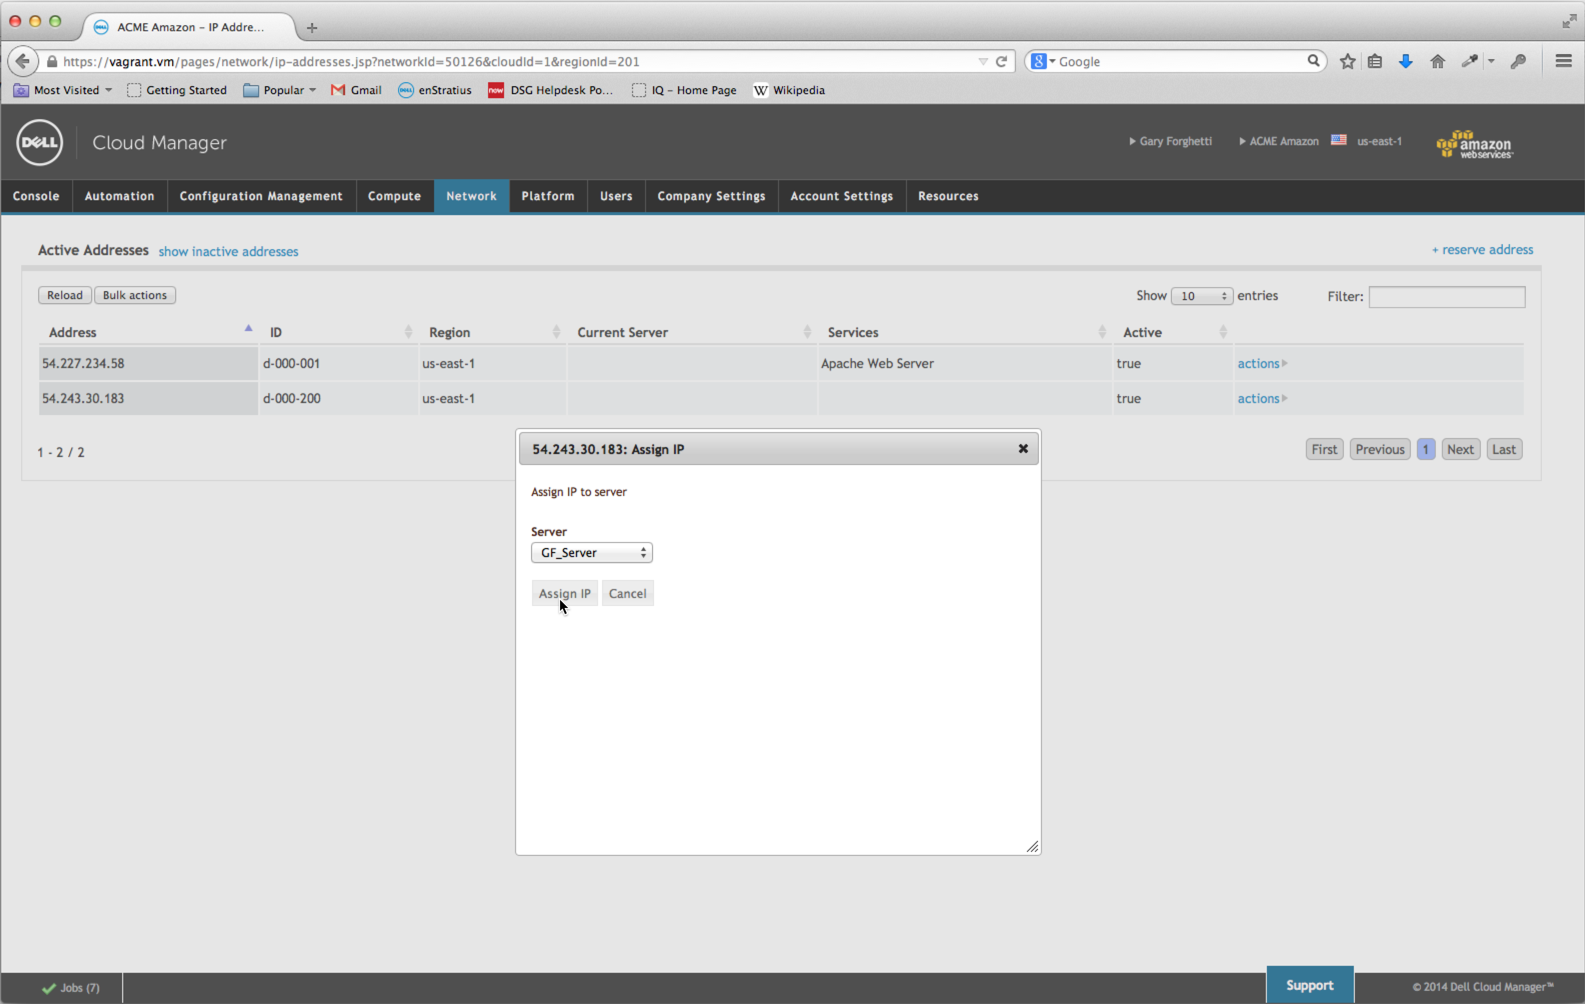 ACME Amazon – IP Addre...
https://vagrant.vm/pages/network/ip-addresses.jsp?networkId=50126&cloudId=1&regionId=201
Google
Most Visited
Getting Started
Popular
Gmail
enStratius
now DSG Helpdesk Po...
IQ – Home Page
W Wikipedia
DELL
Cloud Manager
Gary Forghetti
ACME Amazon
us-east-1
amazon webservices™
Console Automation Configuration Management Compute Network Platform Users Company Settings Account Settings Resources
Active Addresses show inactive addresses
+ reserve address
Reload Bulk actions
Show 10 entries
Filter:
Address ID Region Current Server Services Active
54.227.234.58 d-000-001 us-east-1 Apache Web Server true actions
54.243.30.183 d-000-200 us-east-1 true actions
1 - 2 / 2
First Previous 1 Next Last
54.243.30.183: Assign IP
Assign IP to server
Server
GF_Server
Assign IP Cancel
Jobs (7)
Support
© 2014 Dell Cloud Manager™